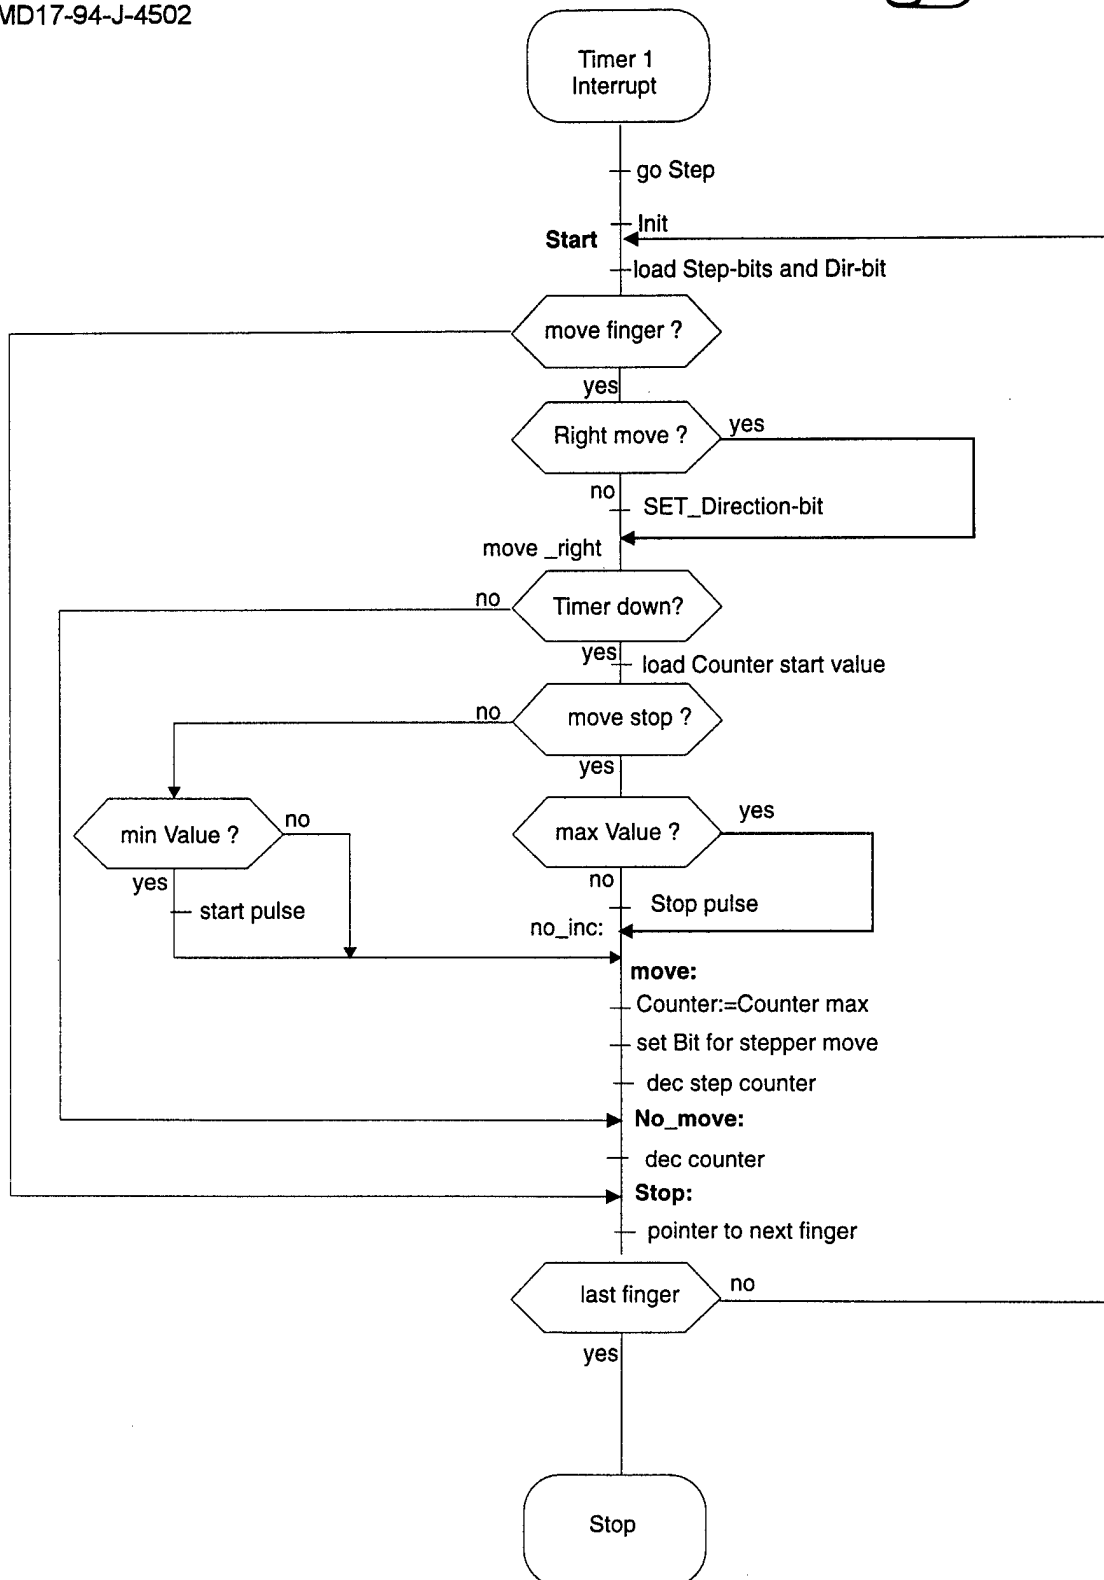 MD17-94-J-4502
Timer 1
Interrupt
go Step
Init
Start
load Step-bits and Dir-bit
move finger ?
yes
Right move ?
yes
no
SET_Direction-bit
move _right
no
Timer down?
yes
load Counter start value
no
move stop ?
yes
min Value ?
no
max Value ?
yes
yes
start pulse
no
Stop pulse
no_inc:
move:
Counter:=Counter max
set Bit for stepper move
dec step counter
No_move:
dec counter
Stop:
pointer to next finger
last finger
no
yes
Stop